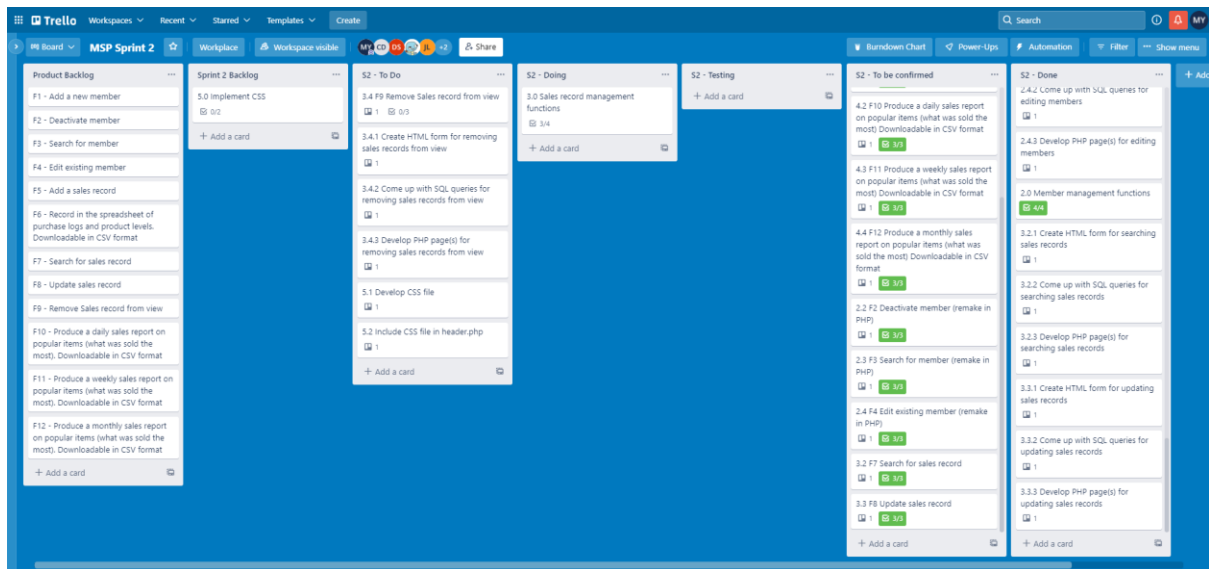 Trello
Workspaces
Recent
Starred
Templates
Create
Search
MY
Board
MSP Sprint 2
Workplace
Workspace visible
MY
CD
DS
JL
+2
Share
Burndown Chart
Power-Ups
Automation
Filter
Show menu
Product Backlog
F1 - Add a new member
F2 - Deactivate member
F3 - Search for member
F4 - Edit existing member
F5 - Add a sales record
F6 - Record in the spreadsheet of
purchase logs and product levels.
Downloadable in CSV format
F7 - Search for sales record
F8 - Update sales record
F9 - Remove Sales record from view
F10 - Produce a daily sales report on
popular items (what was sold the
most). Downloadable in CSV format
F11 - Produce a weekly sales report on
popular items (what was sold the
most). Downloadable in CSV format
F12 - Produce a monthly sales report
on popular items (what was sold the
most). Downloadable in CSV format
+ Add a card
Sprint 2 Backlog
5.0 Implement CSS
0/2
+ Add a card
S2 - To Do
3.4 F9 Remove Sales record from view
1 0/3
3.4.1 Create HTML form for removing
sales records from view
1
3.4.2 Come up with SQL queries for
removing sales records from view
1
3.4.3 Develop PHP page(s) for
removing sales records from view
1
5.1 Develop CSS file
1
5.2 Include CSS file in header.php
1
+ Add a card
S2 - Doing
3.0 Sales record management
functions
3/4
+ Add a card
S2 - Testing
+ Add a card
S2 - To be confirmed
4.2 F10 Produce a daily sales report
on popular items (what was sold the
most) Downloadable in CSV format
1 3/3
4.3 F11 Produce a weekly sales report
on popular items (what was sold the
most) Downloadable in CSV format
1 3/3
4.4 F12 Produce a monthly sales
report on popular items (what was
sold the most) Downloadable in CSV
format
1 3/3
2.2 F2 Deactivate member (remake in
PHP)
1 3/3
2.3 F3 Search for member (remake in
PHP)
1 3/3
2.4 F4 Edit existing member (remake
in PHP)
1 3/3
3.2 F7 Search for sales record
1 3/3
3.3 F8 Update sales record
1 3/3
+ Add a card
S2 - Done
2.4.2 Come up with SQL queries for
editing members
1
2.4.3 Develop PHP page(s) for editing
members
1
2.0 Member management functions
4/4
3.2.1 Create HTML form for searching
sales records
1
3.2.2 Come up with SQL queries for
searching sales records
1
3.2.3 Develop PHP page(s) for
searching sales records
1
3.3.1 Create HTML form for updating
sales records
1
3.3.2 Come up with SQL queries for
updating sales records
1
3.3.3 Develop PHP page(s) for
updating sales records
1
+ Add a card
+ Add